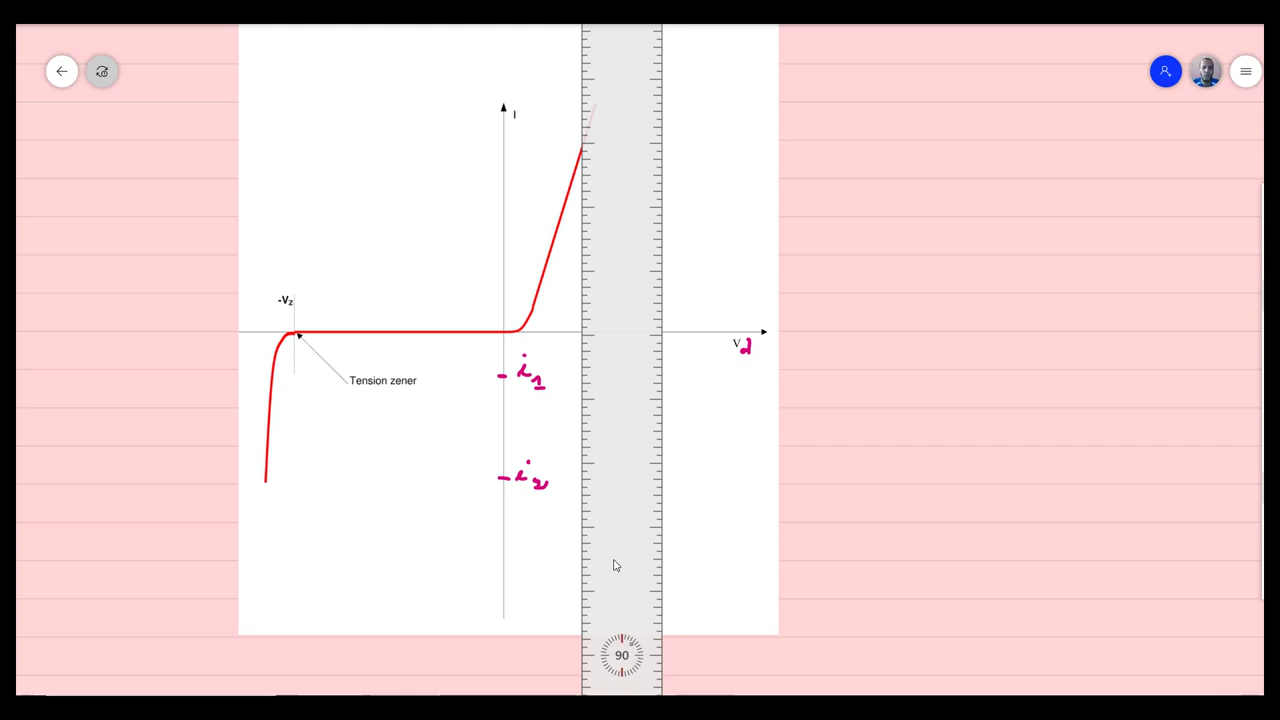 I
-Vz
Vd
Tension zener
- i1
- i2
90